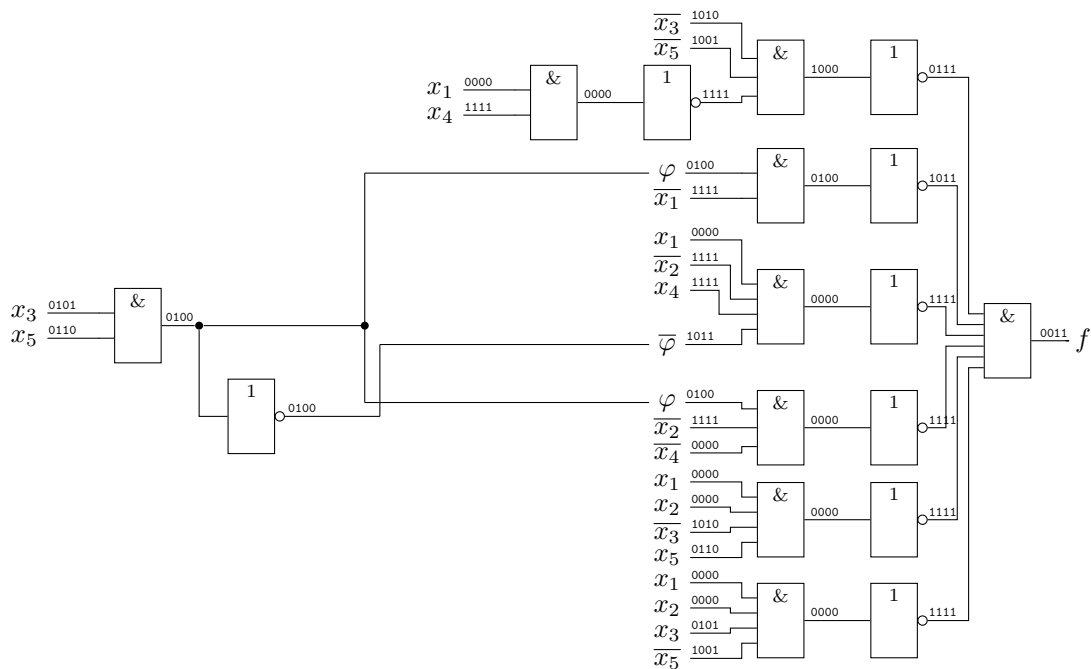 x̅₃ 1010
x̅₅ 1001 & 1000 1 0111
x₁ 0000 & 0000 1 1111
x₄ 1111
φ 0100 & 0100 1 1011
x̅₁ 1111
x₁ 0000
x̅₂ 1111 & 0000 1 1111
x₄ 1111
x₃ 0101 & 0100 & 0011 f
x₅ 0110
φ̅ 1011
1 0100
φ 0100 & 0000 1 1111
x̅₂ 1111
x̅₄ 0000
x₁ 0000 & 0000 1 1111
x₂ 0000
x̅₃ 1010
x₅ 0110
x₁ 0000 & 0000 1 1111
x₂ 0000
x₃ 0101
x̅₅ 1001